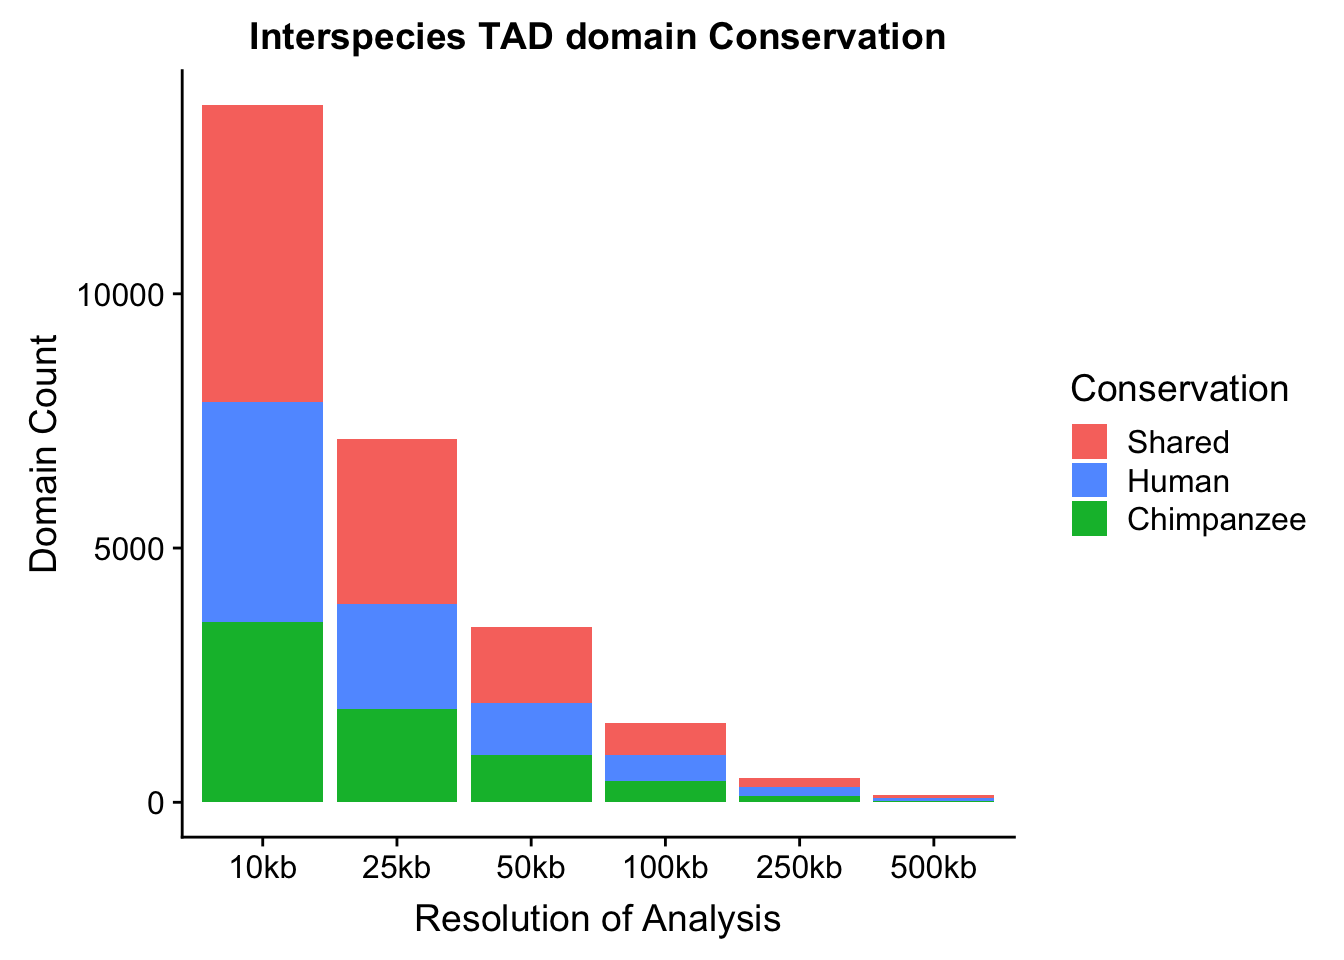 Interspecies TAD domain Conservation
Domain Count
10000
5000
0
10kb 25kb 50kb 100kb 250kb 500kb
Resolution of Analysis
Conservation
Shared
Human
Chimpanzee